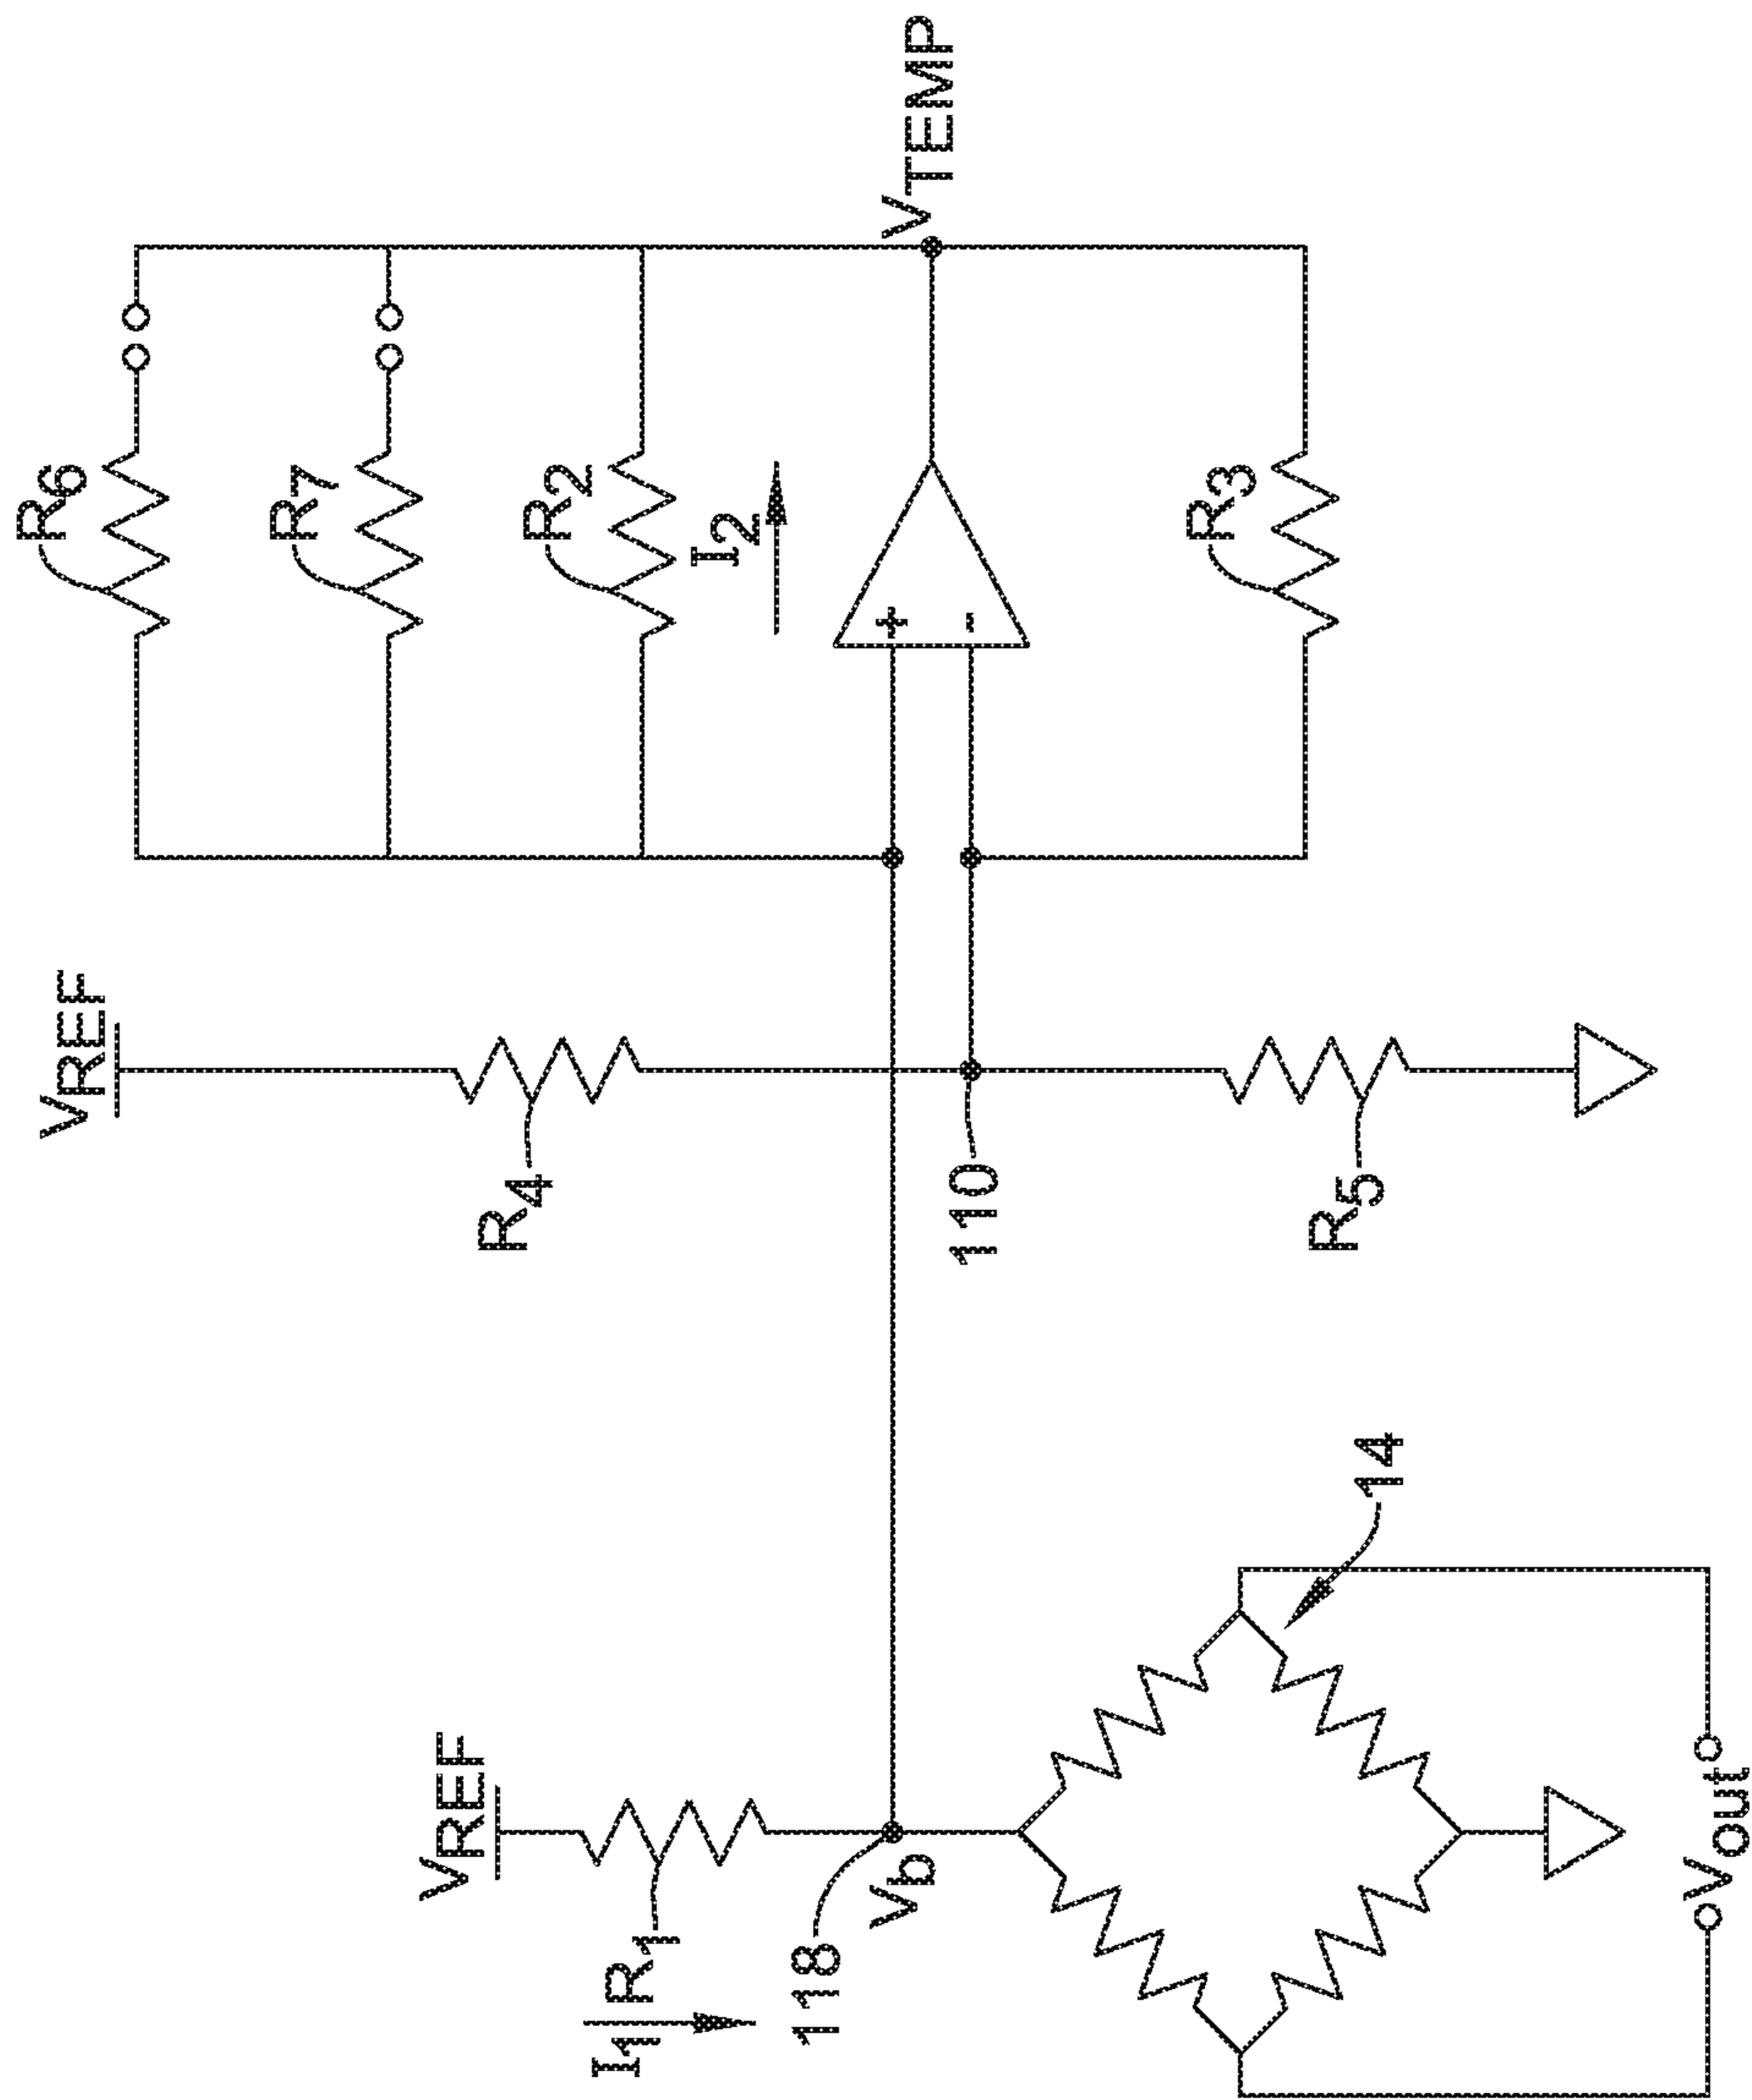 R6
R7
R2
I2
VTEMP
R3
VREF
R4
110
R5
VREF
I1
R1
118
Vb
14
Vout
+
-